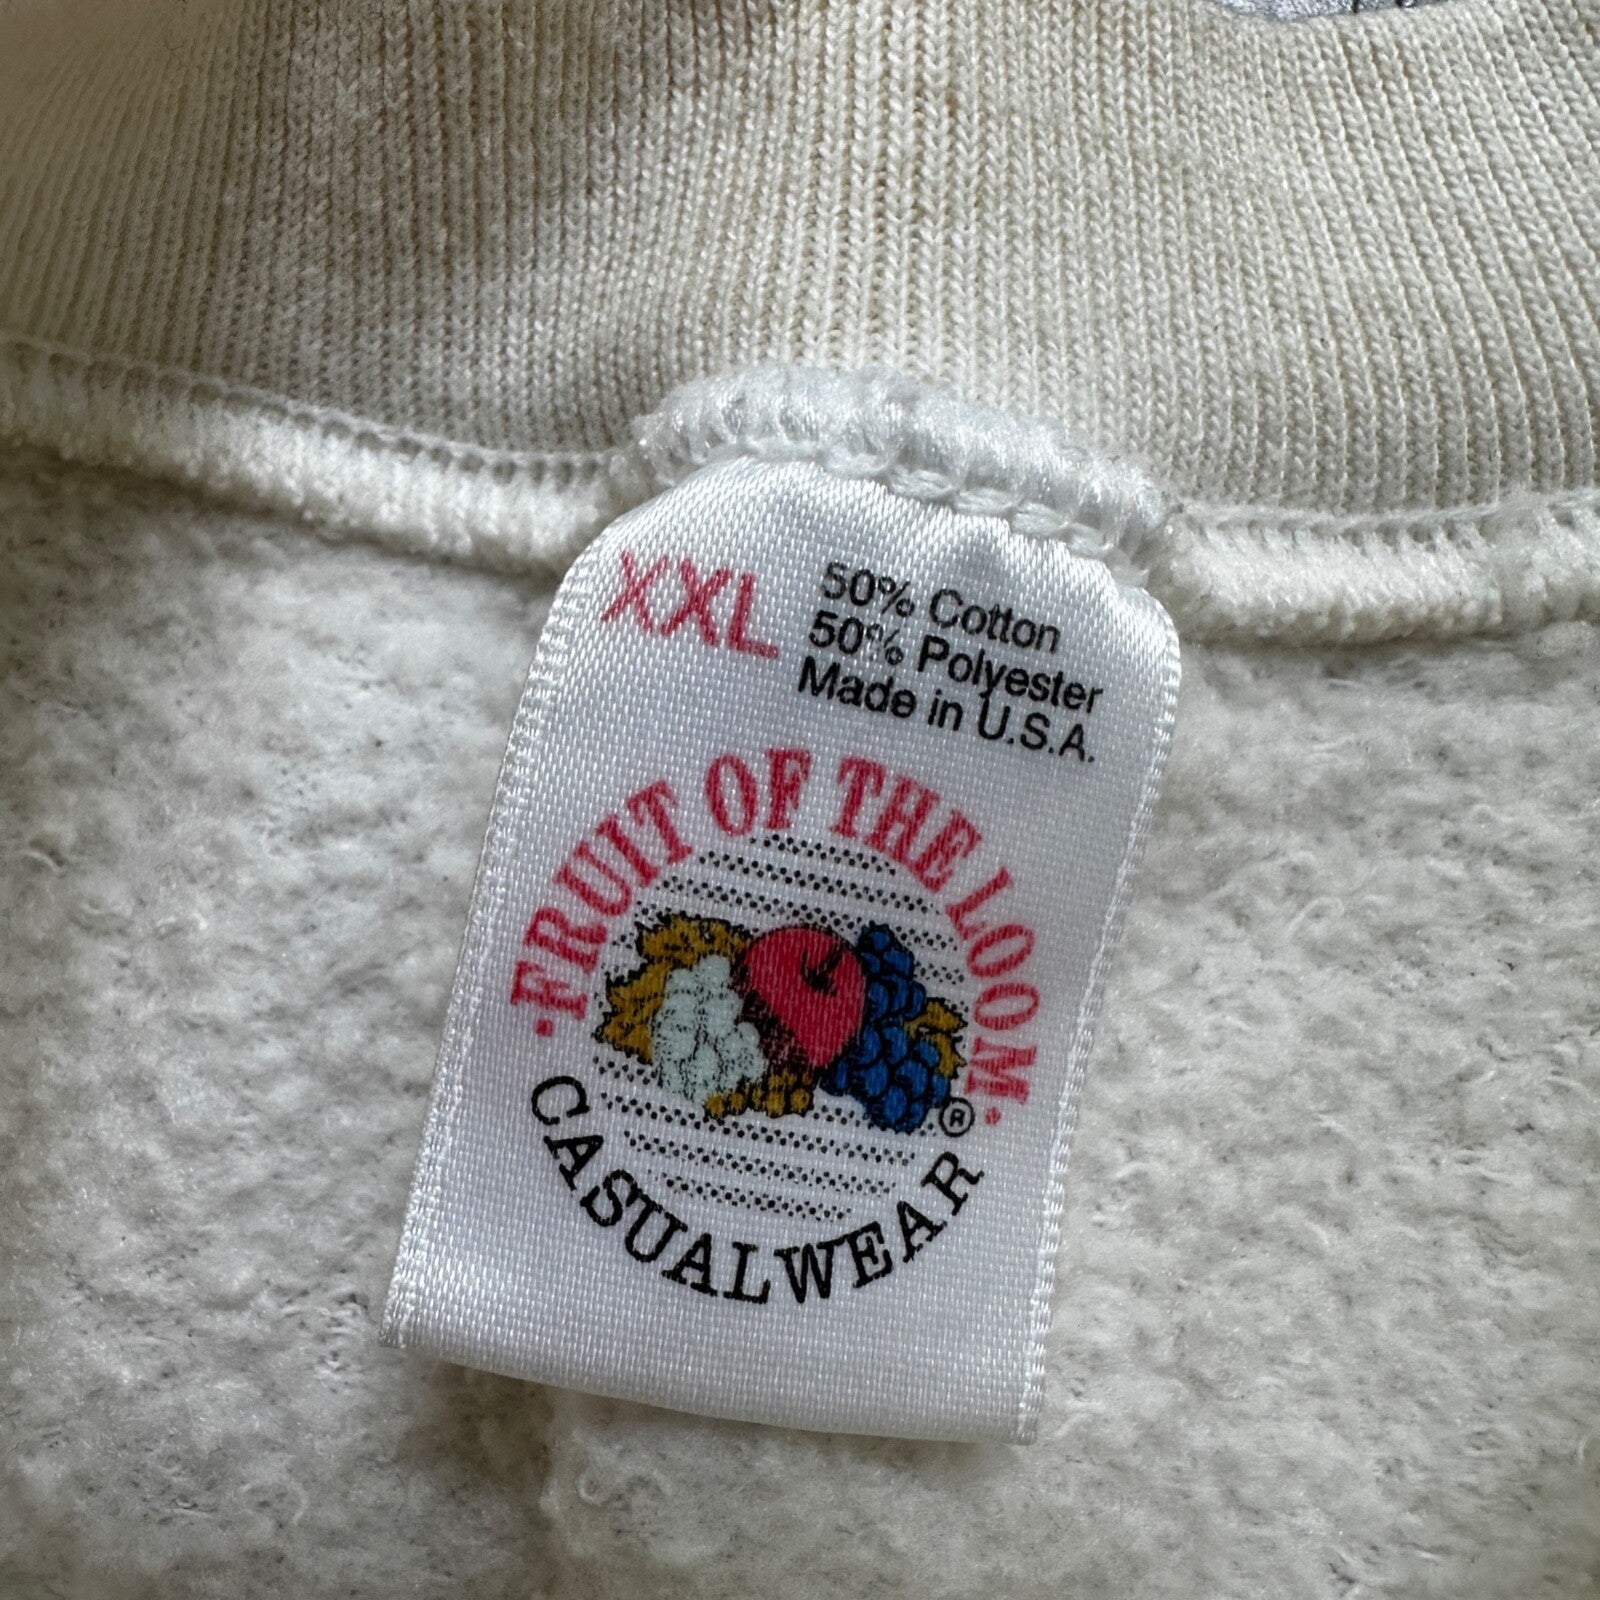 XXL
50% Cotton
50% Polyester
Made in U.S.A.
•FRUIT OF THE LOOM•
®
CASUALWEAR